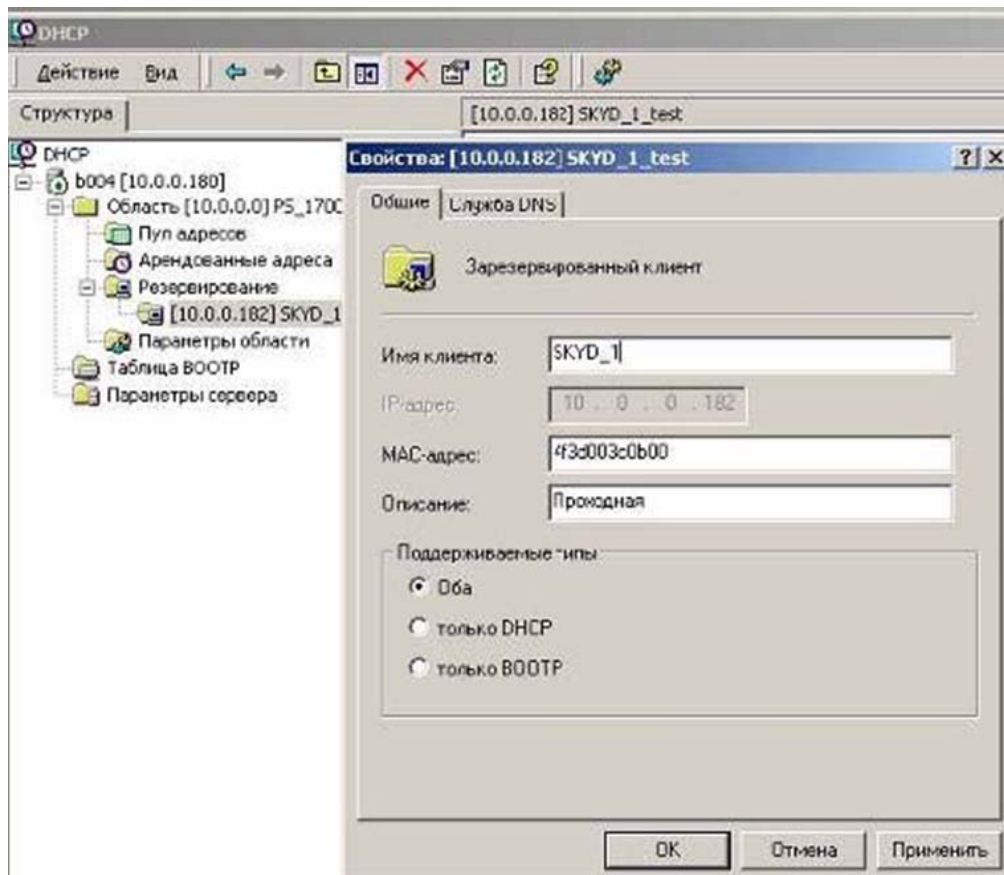 DHCP
Действие Вид
Структура
[10.0.0.182] SKYD_1_test
DHCP
b004 [10.0.0.180]
Область [10.0.0.0] PS_1700
Пул адресов
Арендованные адреса
Резервирование
[10.0.0.182] SKYD_1
Параметры области
Таблица BOOTP
Параметры сервера
Свойства: [10.0.0.182] SKYD_1_test
Общие Служба DNS
Зарезервированный клиент
Имя клиента: SKYD_1
IP-адрес: 10 . 0 . 0 . 182
MAC-адрес:
Описание: Проходная
Поддерживаемые типы
Оба
только DHCP
только BOOTP
OK Отмена Применить